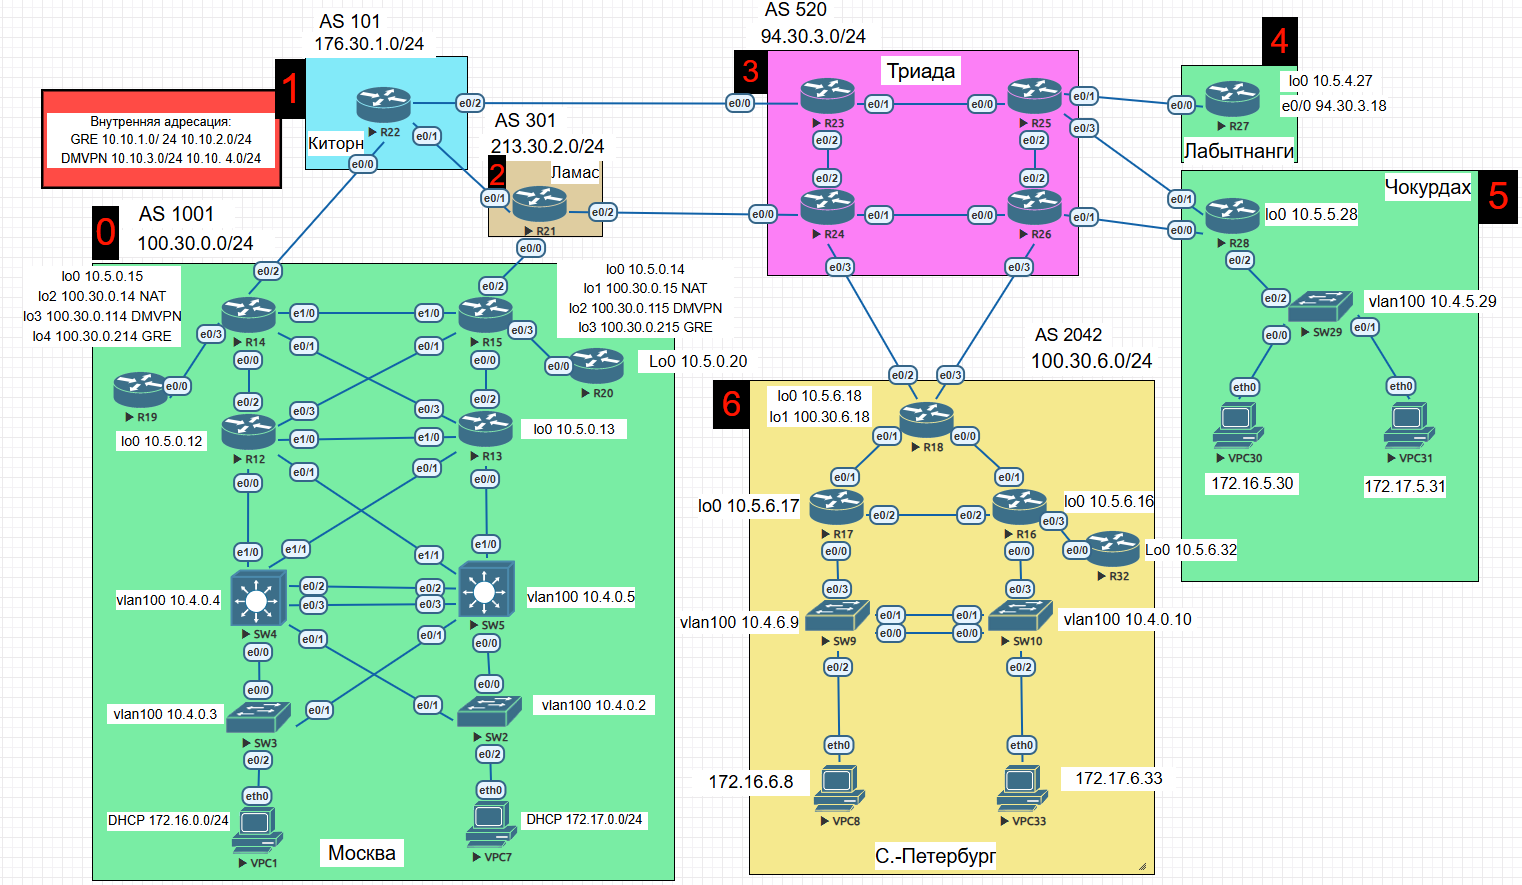 AS 101
176.30.1.0/24
1
Внутренняя адресация:
GRE 10.10.1.0/ 24 10.10.2.0/24
DMVPN 10.10.3.0/24 10.10. 4.0/24
R22
Киторн
e0/2
e0/1
e0/0
AS 301
213.30.2.0/24
2
Ламас
e0/1
R21
e0/2
e0/0
AS 520
94.30.3.0/24
3
Триада
e0/0
R23
e0/1
e0/0
R25
e0/1
e0/3
e0/2
e0/2
e0/2
e0/2
e0/0
R24
e0/1
e0/0
R26
e0/1
e0/3
e0/3
4
lo0 10.5.4.27
e0/0 94.30.3.18
e0/0
R27
Лабытнанги
5
Чокурдах
e0/1
e0/0
R28
lo0 10.5.5.28
e0/2
e0/2
SW29
vlan100 10.4.5.29
e0/0
e0/1
eth0
eth0
VPC30
VPC31
172.16.5.30
172.17.5.31
0
AS 1001
100.30.0.0/24
lo0 10.5.0.15
lo2 100.30.0.14 NAT
lo3 100.30.0.114 DMVPN
lo4 100.30.0.214 GRE
e0/2
e0/2
lo0 10.5.0.14
lo1 100.30.0.15 NAT
lo2 100.30.0.115 DMVPN
lo3 100.30.0.215 GRE
R14
e1/0
e1/0
R15
e0/3
e0/3
e0/0
e0/1
e0/1
e0/0
e0/0
R19
e0/0
R20
Lo0 10.5.0.20
e0/2
e0/3
e0/3
e0/2
lo0 10.5.0.12
R12
e1/0
e1/0
R13
lo0 10.5.0.13
e0/0
e0/1
e0/1
e0/0
e1/0
e1/1
e1/1
e1/0
vlan100 10.4.0.4
SW4
e0/2
e0/2
e0/3
e0/3
SW5
vlan100 10.4.0.5
e0/0
e0/1
e0/1
e0/0
e0/0
e0/1
e0/1
e0/0
vlan100 10.4.0.3
SW3
SW2
vlan100 10.4.0.2
e0/2
e0/2
eth0
eth0
DHCP 172.16.0.0/24
VPC1
VPC7
DHCP 172.17.0.0/24
Москва
6
AS 2042
100.30.6.0/24
e0/2
e0/3
lo0 10.5.6.18
lo1 100.30.6.18
R18
e0/1
e0/0
e0/1
e0/1
lo0 10.5.6.17
R17
e0/2
e0/2
R16
lo0 10.5.6.16
e0/3
e0/0
R32
Lo0 10.5.6.32
e0/0
e0/0
e0/3
e0/3
vlan100 10.4.6.9
SW9
e0/1
e0/1
e0/0
e0/0
SW10
vlan100 10.4.0.10
e0/2
e0/2
eth0
eth0
172.16.6.8
VPC8
VPC33
172.17.6.33
С.-Петербург